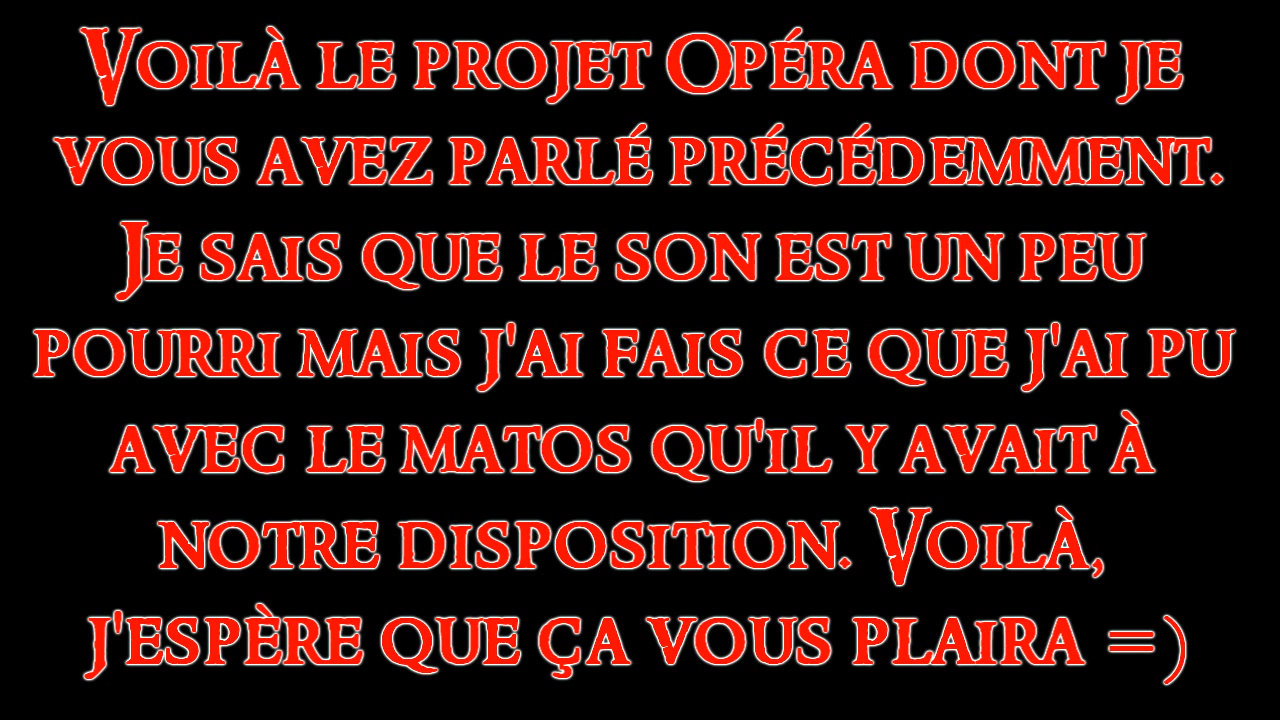 Voilà le projet Opéra dont je
vous avez parlé précédemment.
Je sais que le son est un peu
pourri mais j'ai fais ce que j'ai pu
avec le matos qu'il y avait à
notre disposition. Voilà,
j'espère que ça vous plaira =)